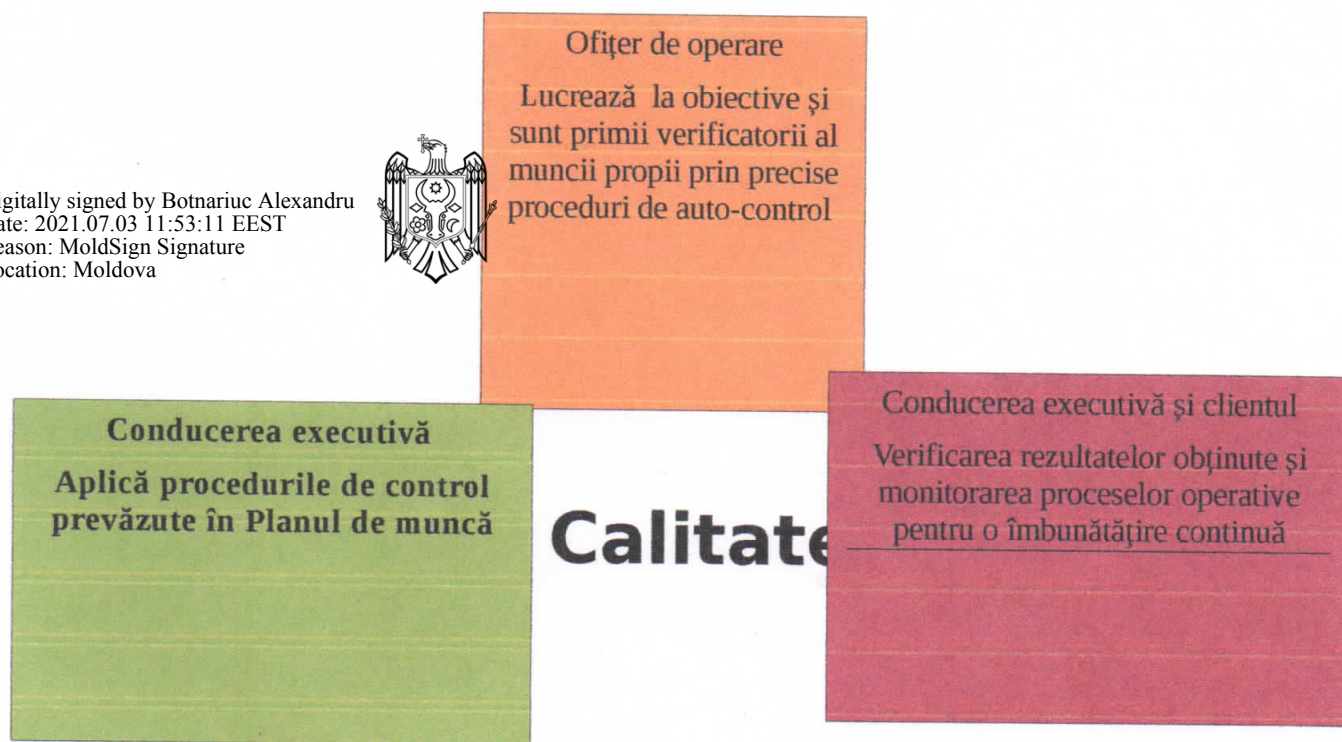 Ofițer de operare
Lucrează la obiective și
sunt primii verificatorii al
muncii propii prin precise
proceduri de auto-control
igitally signed by Botnariuc Alexandru
ate: 2021.07.03 11:53:11 EEST
eason: MoldSign Signature
ocation: Moldova
Conducerea executivă
Aplică procedurile de control
prevăzute în Planul de muncă
Calitate
Conducerea executivă și clientul
Verificarea rezultatelor obținute și
monitorarea proceselor operative
pentru o îmbunătățire continuă